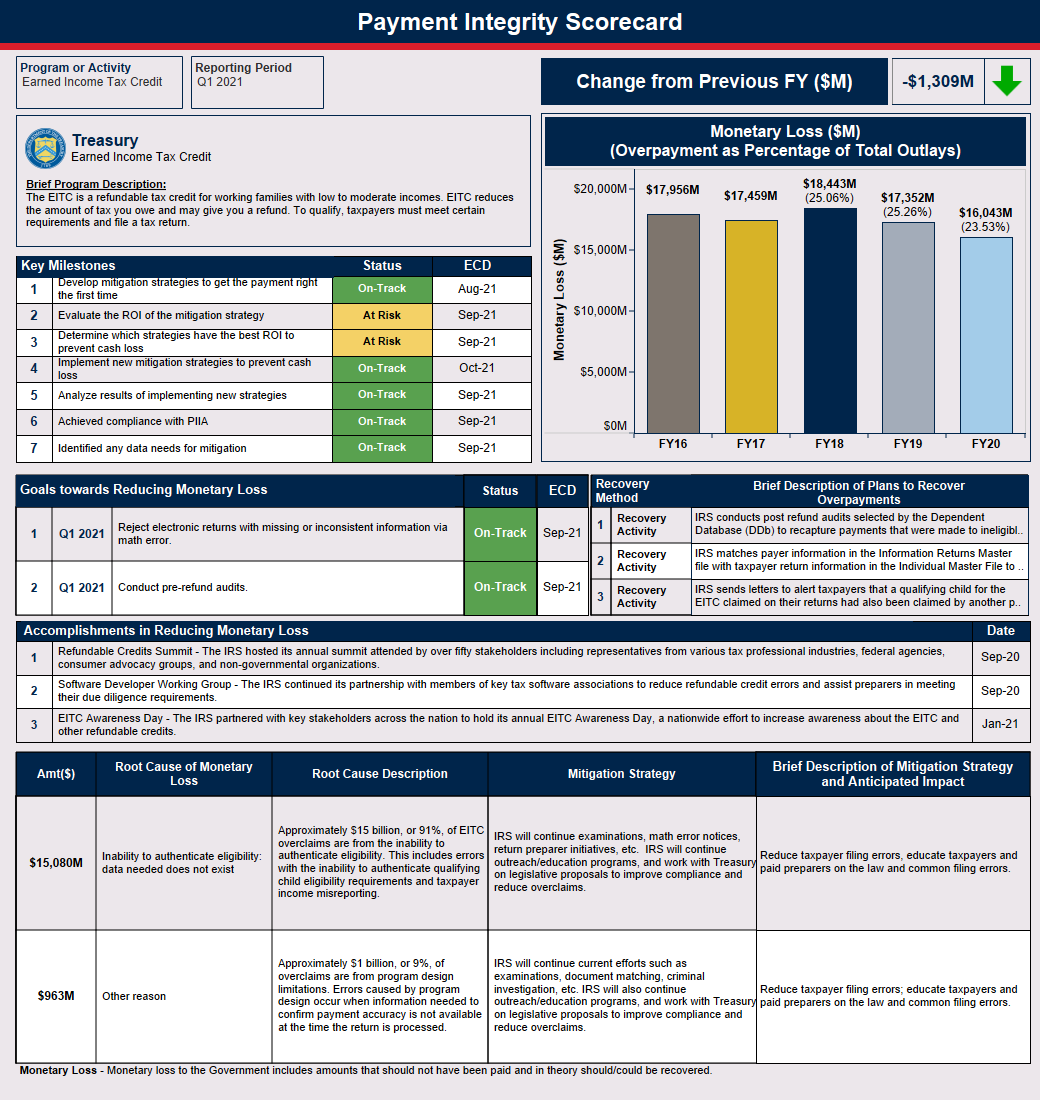 Payment Integrity Scorecard
Program or Activity
Earned Income Tax Credit
Reporting Period
Q1 2021
Change from Previous FY ($M)
-$1,309M
Treasury
Earned Income Tax Credit
Brief Program Description:
The EITC is a refundable tax credit for working families with low to moderate incomes. EITC reduces
the amount of tax you owe and may give you a refund. To qualify, taxpayers must meet certain
requirements and file a tax return.
Monetary Loss ($M)
(Overpayment as Percentage of Total Outlays)
Monetary Loss ($M)
$20,000M
$15,000M
$10,000M
$5,000M
$0M
$17,956M
$17,459M
$18,443M
(25.06%)
$17,352M
(25.26%)
$16,043M
(23.53%)
FY16
FY17
FY18
FY19
FY20
Key Milestones
Status
ECD
1
Develop mitigation strategies to get the payment right
the first time
On-Track
Aug-21
2
Evaluate the ROI of the mitigation strategy
At Risk
Sep-21
3
Determine which strategies have the best ROI to
prevent cash loss
At Risk
Sep-21
4
Implement new mitigation strategies to prevent cash
loss
On-Track
Oct-21
5
Analyze results of implementing new strategies
On-Track
Sep-21
6
Achieved compliance with PIIA
On-Track
Sep-21
7
Identified any data needs for mitigation
On-Track
Sep-21
Goals towards Reducing Monetary Loss
Status
ECD
1
Q1 2021
Reject electronic returns with missing or inconsistent information via
math error.
On-Track
Sep-21
2
Q1 2021
Conduct pre-refund audits.
On-Track
Sep-21
Recovery
Method
Brief Description of Plans to Recover
Overpayments
1
Recovery
Activity
IRS conducts post refund audits selected by the Dependent
Database (DDb) to recapture payments that were made to ineligibl..
2
Recovery
Activity
IRS matches payer information in the Information Returns Master
file with taxpayer return information in the Individual Master File to ..
3
Recovery
Activity
IRS sends letters to alert taxpayers that a qualifying child for the
EITC claimed on their returns had also been claimed by another p..
Accomplishments in Reducing Monetary Loss
Date
1
Refundable Credits Summit - The IRS hosted its annual summit attended by over fifty stakeholders including representatives from various tax professional industries, federal agencies,
consumer advocacy groups, and non-governmental organizations.
Sep-20
2
Software Developer Working Group - The IRS continued its partnership with members of key tax software associations to reduce refundable credit errors and assist preparers in meeting
their due diligence requirements.
Sep-20
3
EITC Awareness Day - The IRS partnered with key stakeholders across the nation to hold its annual EITC Awareness Day, a nationwide effort to increase awareness about the EITC and
other refundable credits.
Jan-21
Amt($)
Root Cause of Monetary
Loss
Root Cause Description
Mitigation Strategy
Brief Description of Mitigation Strategy
and Anticipated Impact
$15,080M
Inability to authenticate eligibility:
data needed does not exist
Approximately $15 billion, or 91%, of EITC
overclaims are from the inability to
authenticate eligibility. This includes errors
with the inability to authenticate qualifying
child eligibility requirements and taxpayer
income misreporting.
IRS will continue examinations, math error notices,
return preparer initiatives, etc.  IRS will continue
outreach/education programs, and work with Treasury
on legislative proposals to improve compliance and
reduce overclaims.
Reduce taxpayer filing errors, educate taxpayers and
paid preparers on the law and common filing errors.
$963M
Other reason
Approximately $1 billion, or 9%, of
overclaims are from program design
limitations. Errors caused by program
design occur when information needed to
confirm payment accuracy is not available
at the time the return is processed.
IRS will continue current efforts such as
examinations, document matching, criminal
investigation, etc. IRS will also continue
outreach/education programs, and work with Treasury
on legislative proposals to improve compliance and
reduce overclaims.
Reduce taxpayer filing errors; educate taxpayers and
paid preparers on the law and common filing errors.
Monetary Loss - Monetary loss to the Government includes amounts that should not have been paid and in theory should/could be recovered.